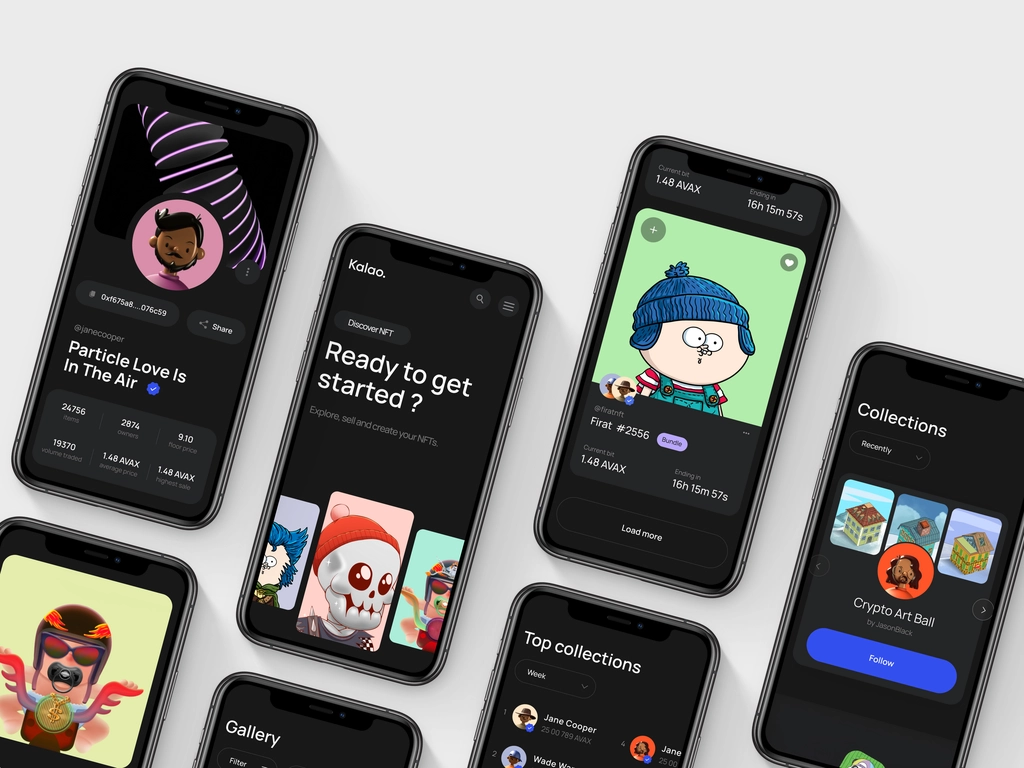 0xf675a8....076c59
Share
@janecooper
Particle Love Is
In The Air
24756
items
2874
owners
9.10
floor price
19370
volume traded
1.48 AVAX
average price
1.48 AVAX
highest sale
Kalao.
Discover NFT
Ready to get
started ?
Explore, sell and create your NFTs.
Current bit
1.48 AVAX
Ending in
16h 15m 57s
@firatnft
Firat #2556
Bundle
Current bit
1.48 AVAX
Ending in
16h 15m 57s
Load more
Collections
Recently
Crypto Art Ball
by JasonBlack
Follow
Gallery
Filter
Top collections
Week
1
Jane Cooper
25 00 789 AVAX
4
Jane
25 00
2
Wade